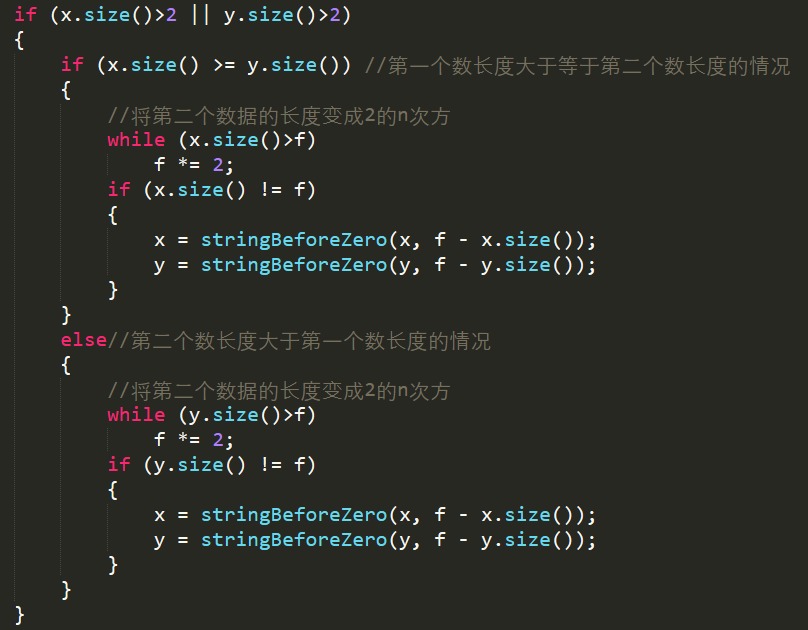 if (x.size()>2 || y.size()>2)
{
    if (x.size() >= y.size()) //第一个数长度大于等于第二个数长度的情况
    {
        //将第二个数据的长度变成2的n次方
        while (x.size()>f)
            f *= 2;
        if (x.size() != f)
        {
            x = stringBeforeZero(x, f - x.size());
            y = stringBeforeZero(y, f - y.size());
        }
    }
    else//第二个数长度大于第一个数长度的情况
    {
        //将第二个数据的长度变成2的n次方
        while (y.size()>f)
            f *= 2;
        if (y.size() != f)
        {
            x = stringBeforeZero(x, f - x.size());
            y = stringBeforeZero(y, f - y.size());
        }
    }
}